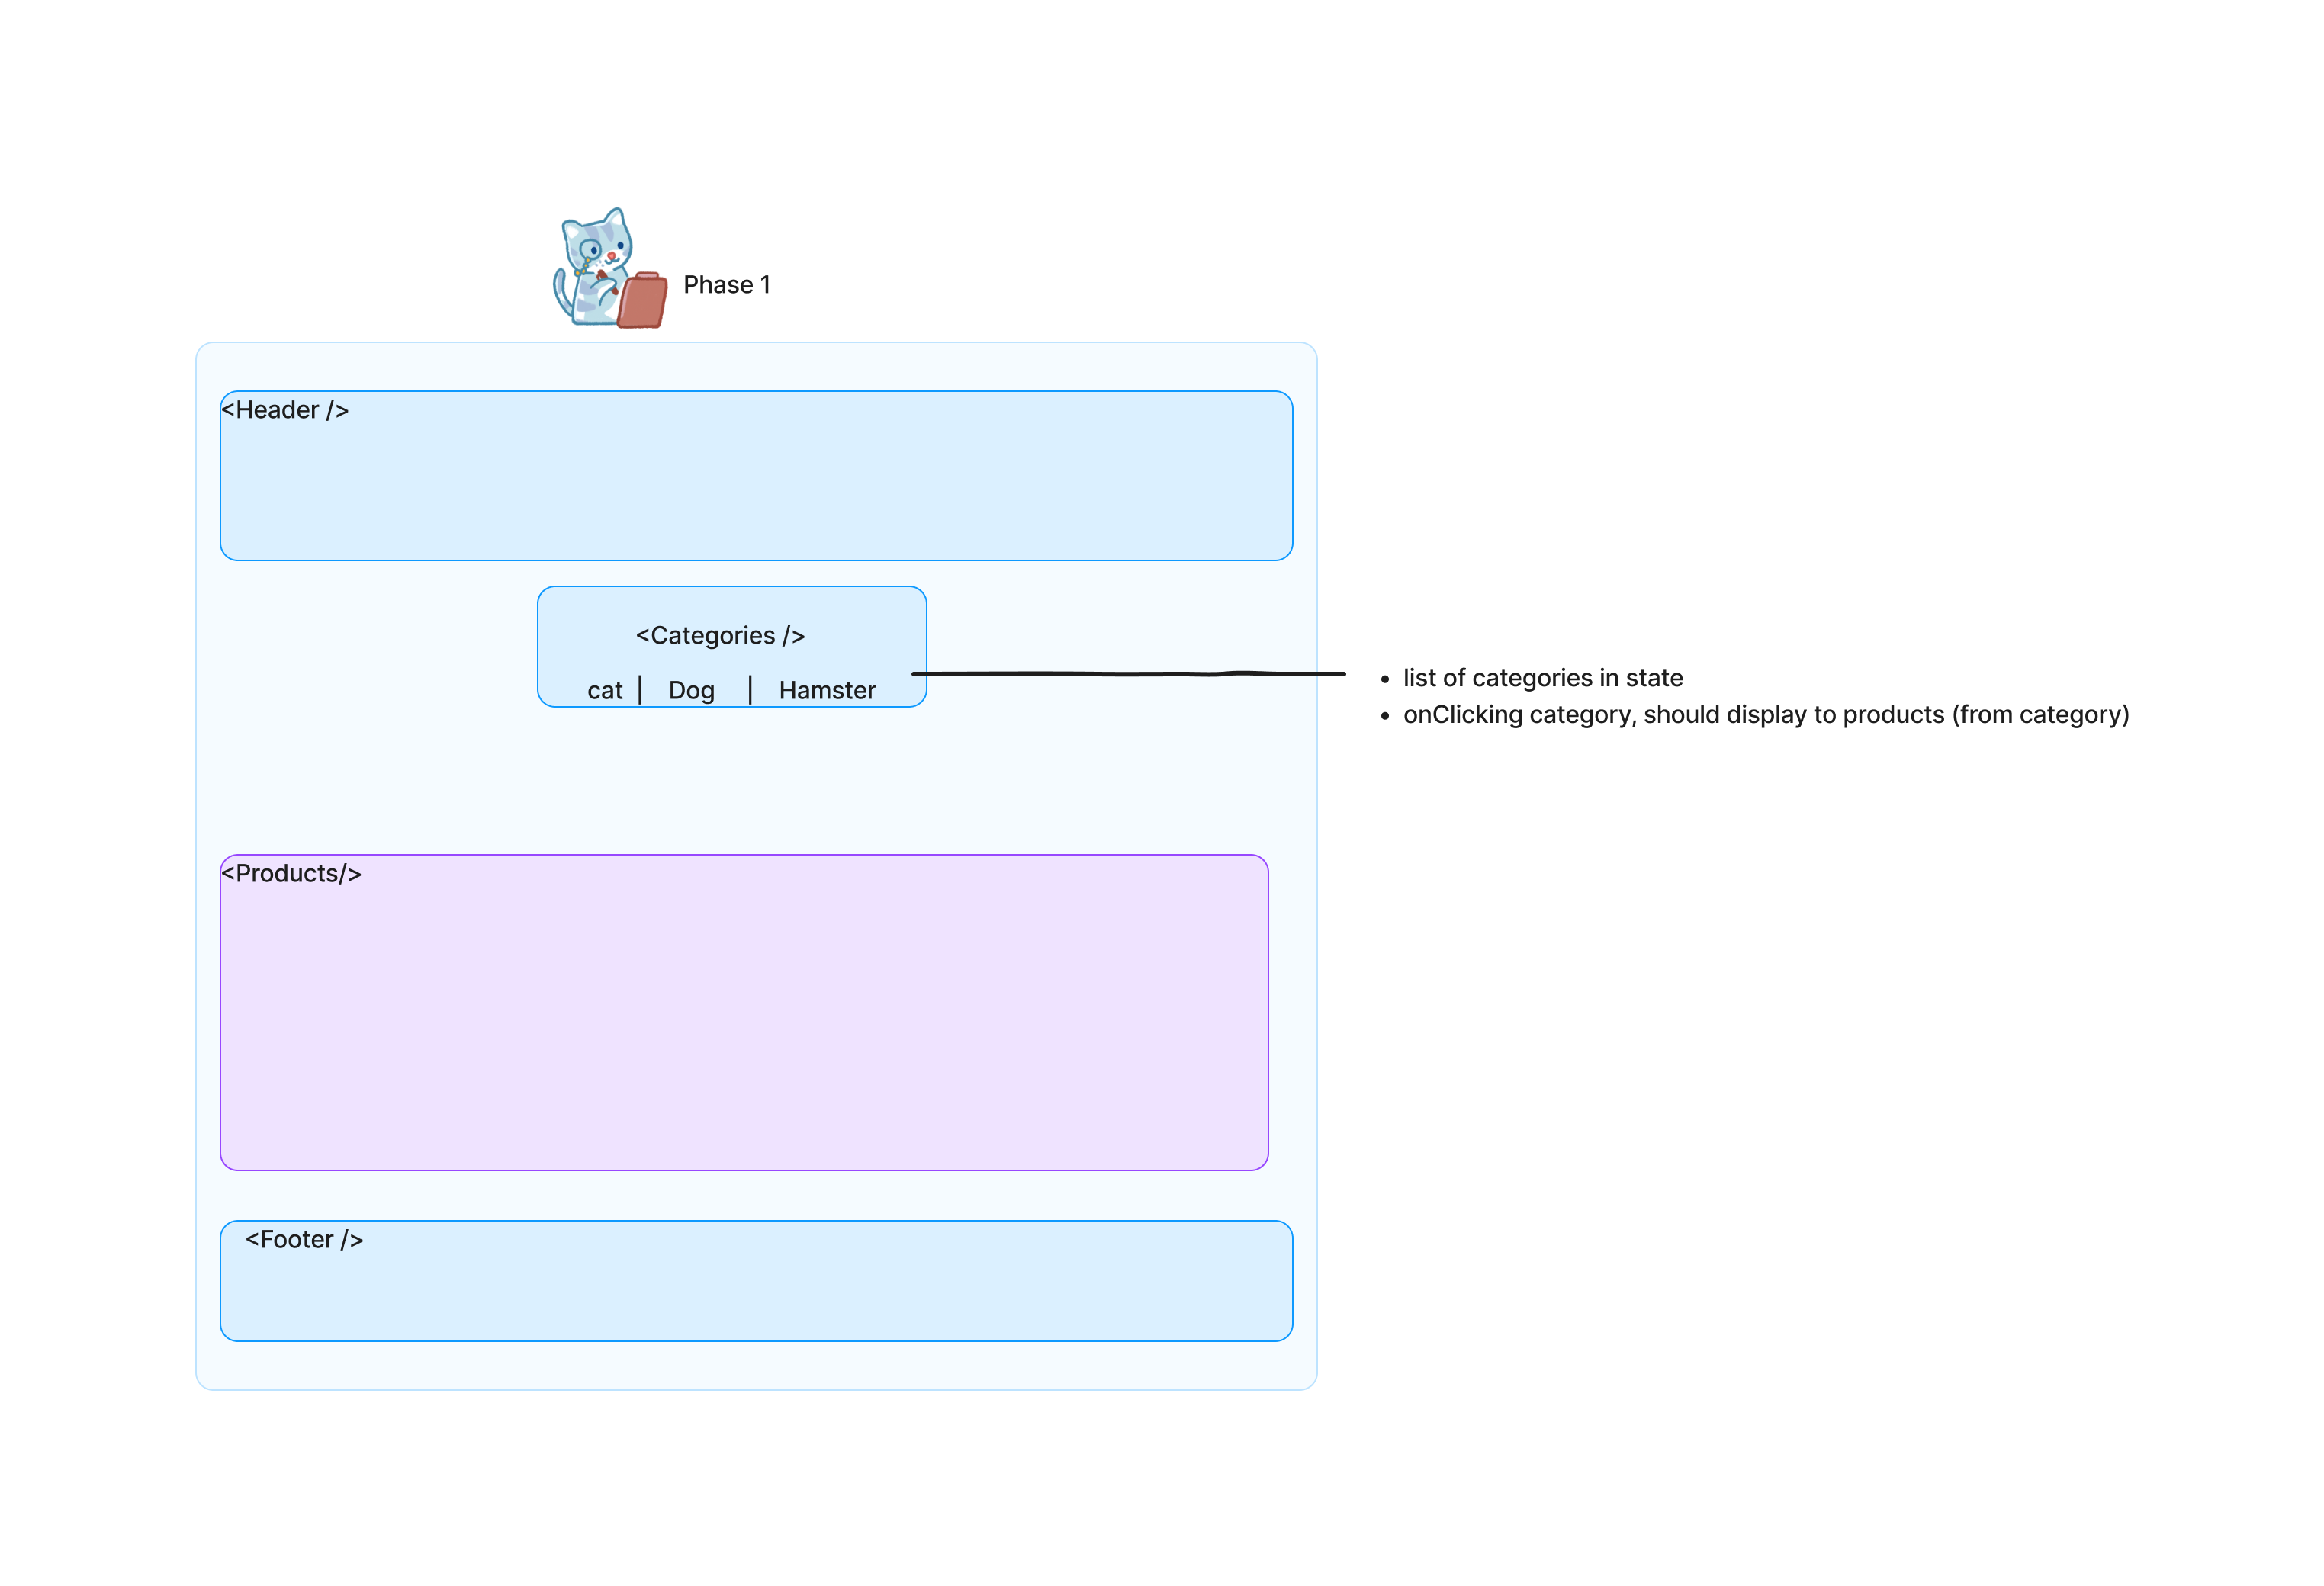 Phase 1
<Header />
<Categories />
cat | Dog | Hamster
• list of categories in state
• onClicking category, should display to products (from category)
<Products/>
<Footer />